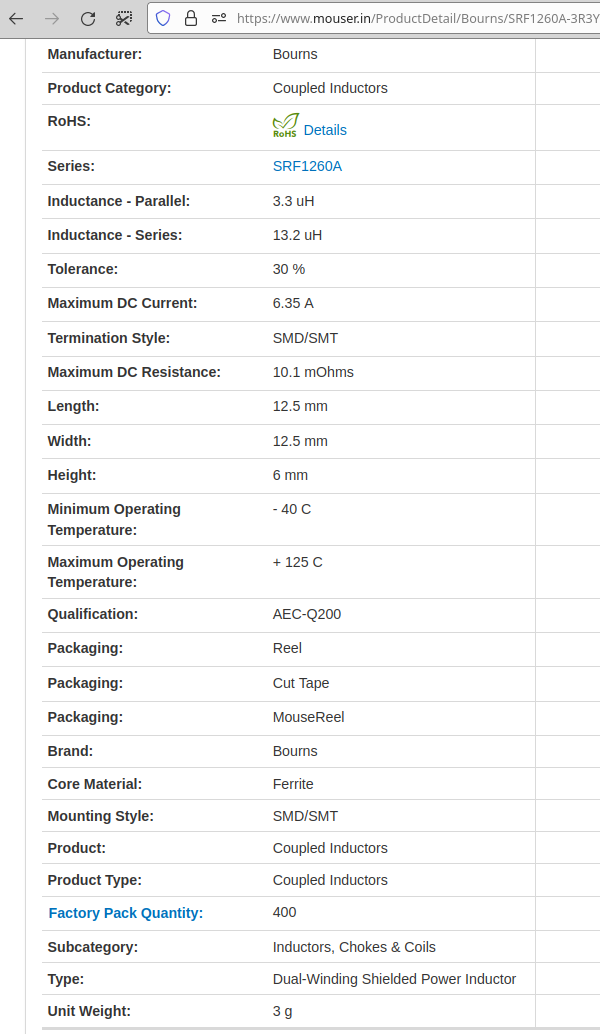 https://www.mouser.in/ProductDetail/Bourns/SRF1260A-3R3Y
Manufacturer: Bourns
Product Category: Coupled Inductors
RoHS: RoHS Details
Series: SRF1260A
Inductance - Parallel: 3.3 uH
Inductance - Series: 13.2 uH
Tolerance: 30 %
Maximum DC Current: 6.35 A
Termination Style: SMD/SMT
Maximum DC Resistance: 10.1 mOhms
Length: 12.5 mm
Width: 12.5 mm
Height: 6 mm
Minimum Operating - 40 C
Temperature:
Maximum Operating + 125 C
Temperature:
Qualification: AEC-Q200
Packaging: Reel
Packaging: Cut Tape
Packaging: MouseReel
Brand: Bourns
Core Material: Ferrite
Mounting Style: SMD/SMT
Product: Coupled Inductors
Product Type: Coupled Inductors
Factory Pack Quantity: 400
Subcategory: Inductors, Chokes & Coils
Type: Dual-Winding Shielded Power Inductor
Unit Weight: 3 g